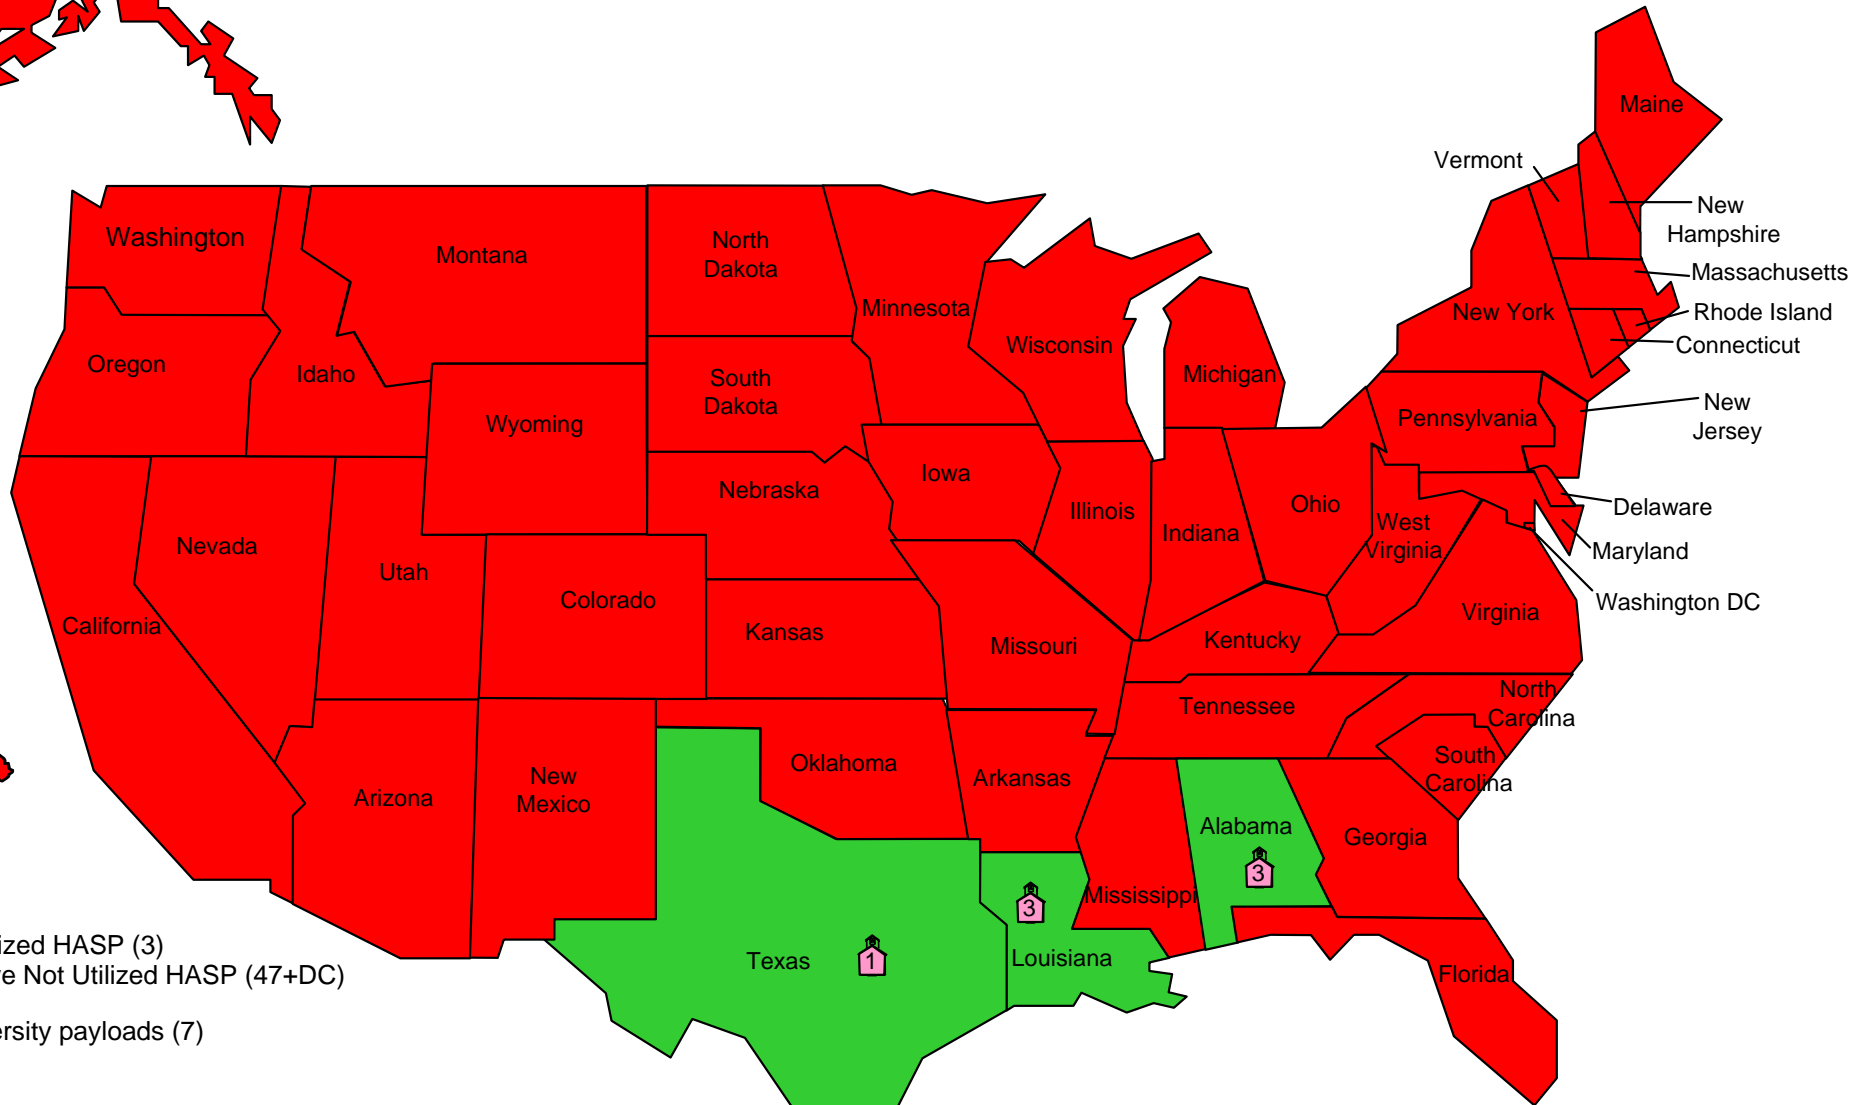 Maine
Vermont
New
Hampshire
Massachusetts
Rhode Island
Connecticut
New York
New
Jersey
Pennsylvania
Delaware
Maryland
Washington DC
Washington
Montana
North
Dakota
Minnesota
Wisconsin
Michigan
Oregon
Idaho
Wyoming
South
Dakota
Iowa
Nebraska
Illinois
Indiana
Ohio
West
Virginia
Virginia
Nevada
Utah
Colorado
California
Kansas
Missouri
Kentucky
Tennessee
North
Carolina
South
Carolina
Arizona
New
Mexico
Oklahoma
Arkansas
Mississippi
Alabama
3
Georgia
Texas
1
3
Louisiana
Florida
ized HASP (3)
ve Not Utilized HASP (47+DC)
ersity payloads (7)